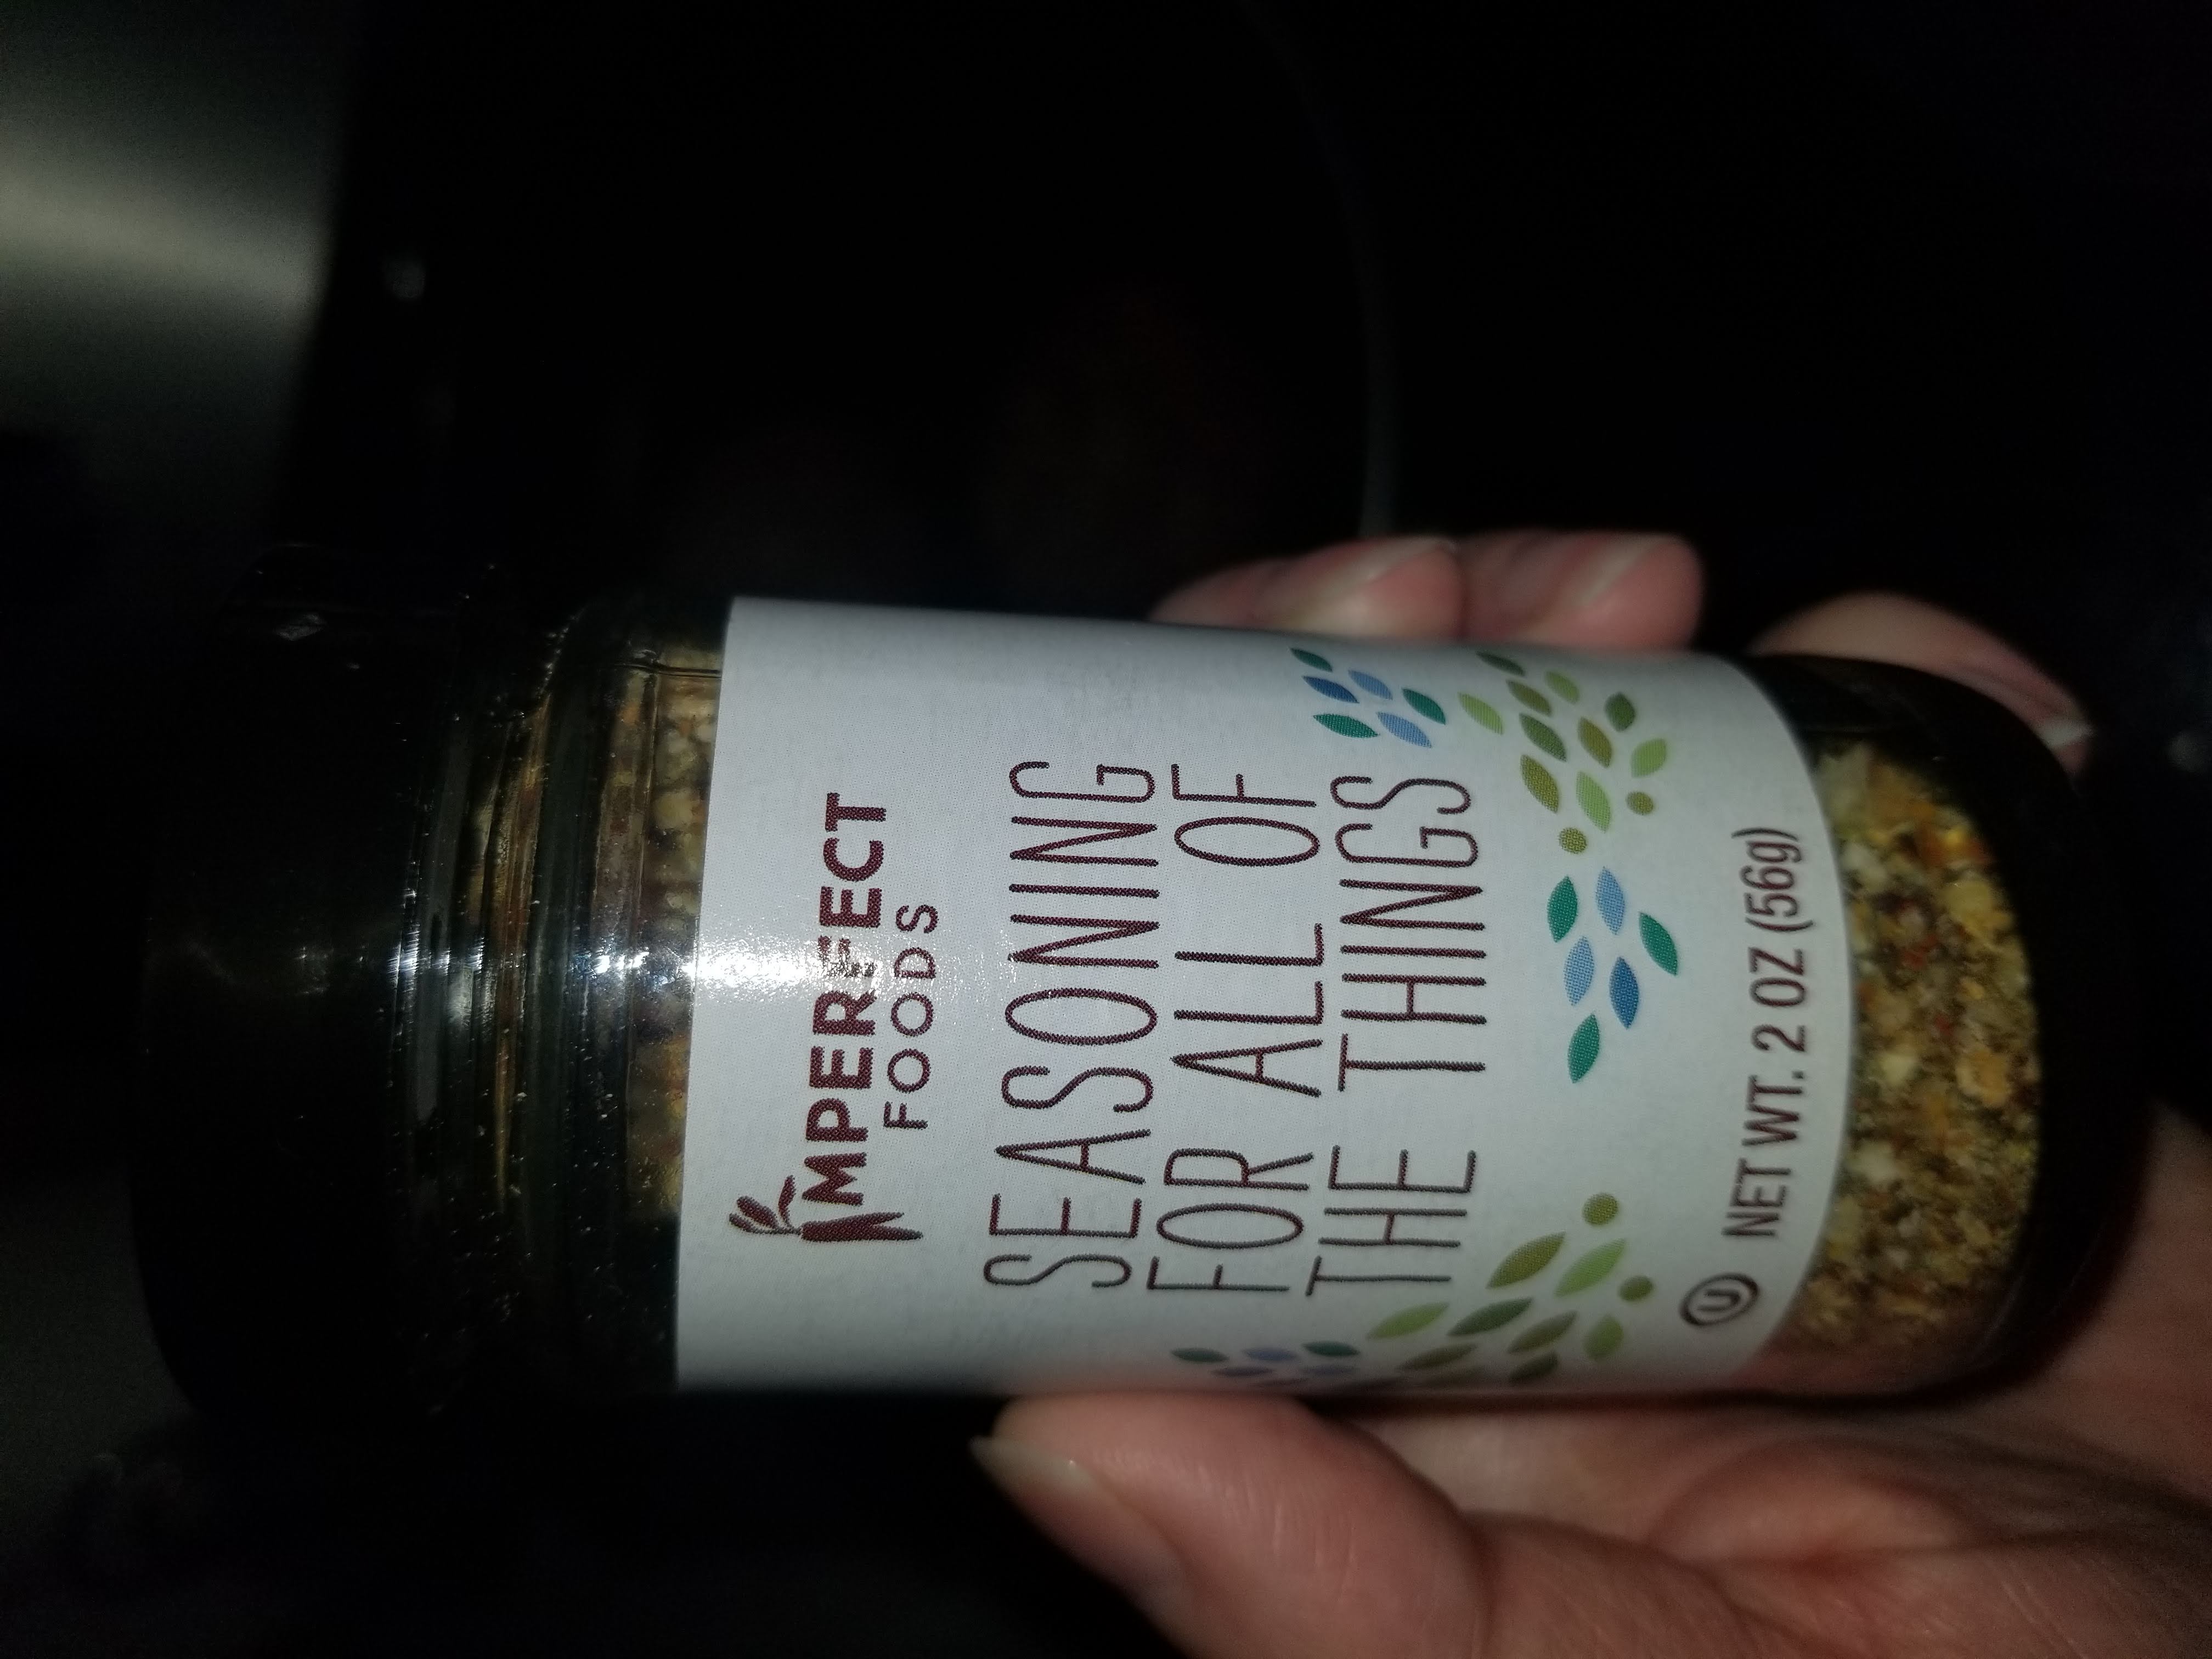 IMPERFECT
FOODS
SEASONING
FOR ALL OF
THE THINGS
U NET WT. 2 OZ (56g)